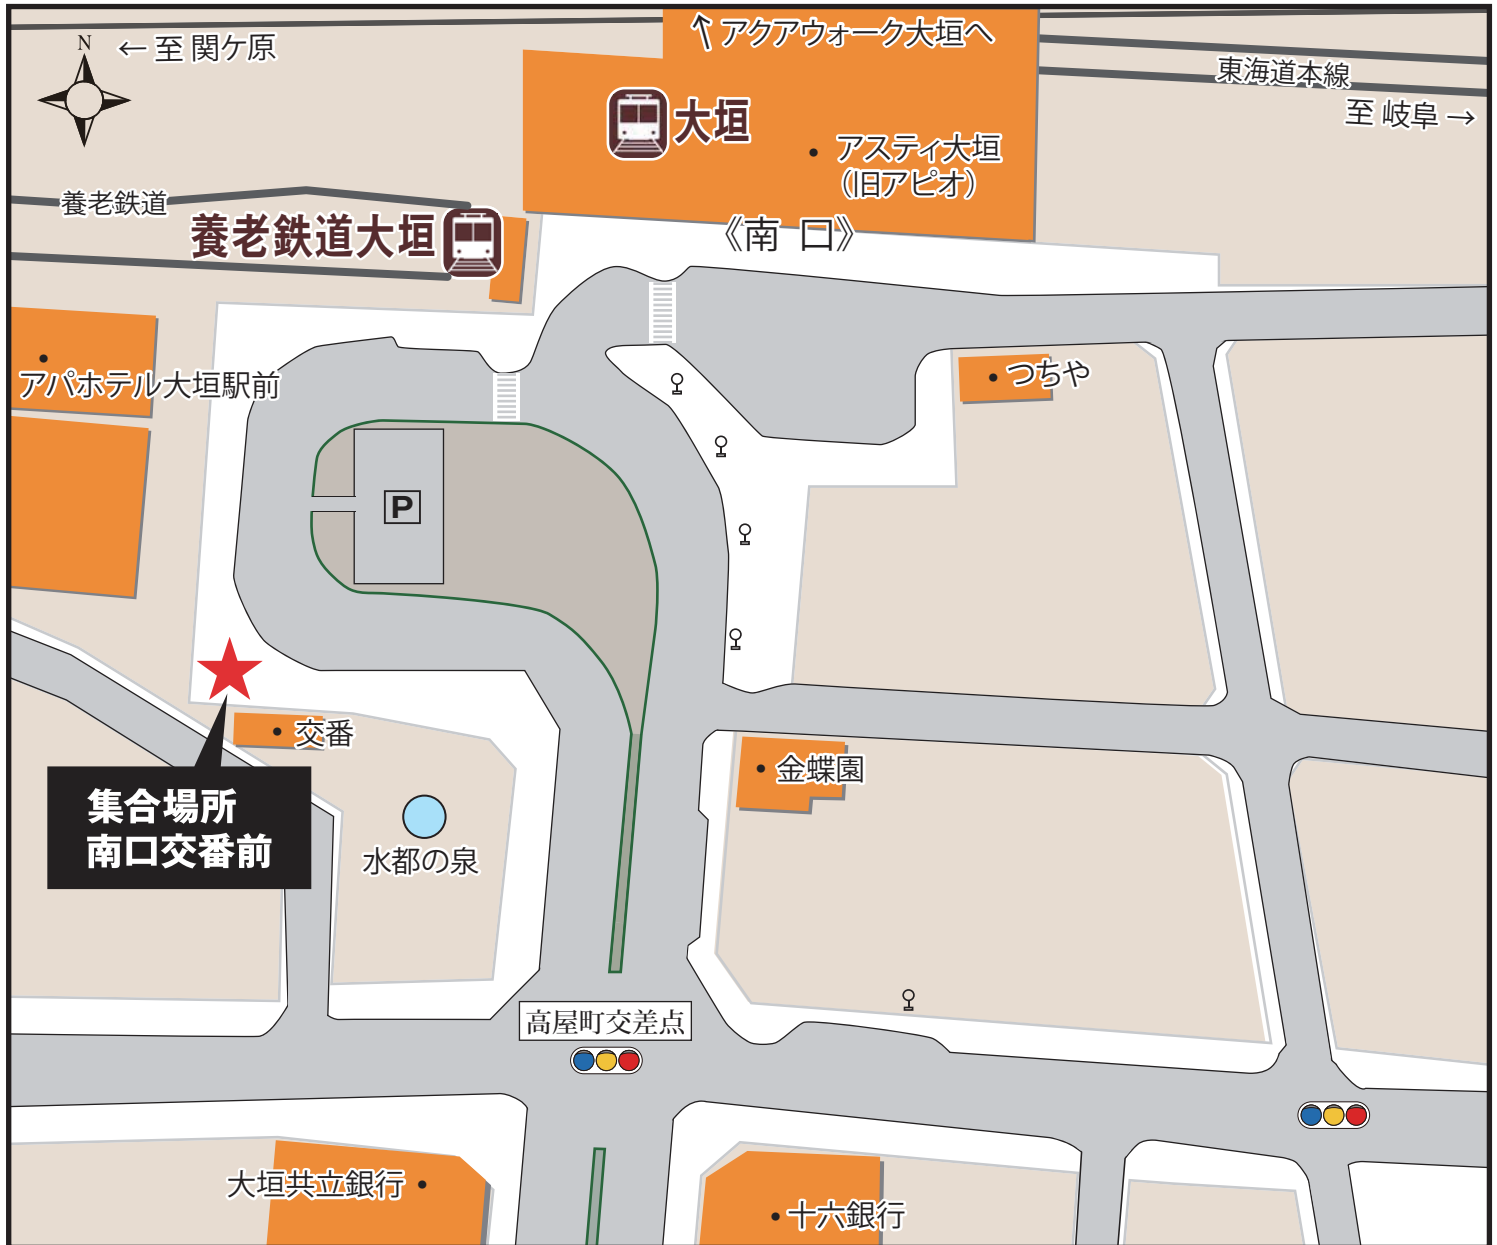 アクアウォーク大垣へ
N
← 至 関ケ原
東海道本線
至 岐阜 →
大垣
アスティ大垣
（旧アピオ）
養老鉄道
養老鉄道大垣
《南 口》
アパホテル大垣駅前
つちや
P
交番
金蝶園
集合場所
南口交番前
水都の泉
高屋町交差点
大垣共立銀行
十六銀行